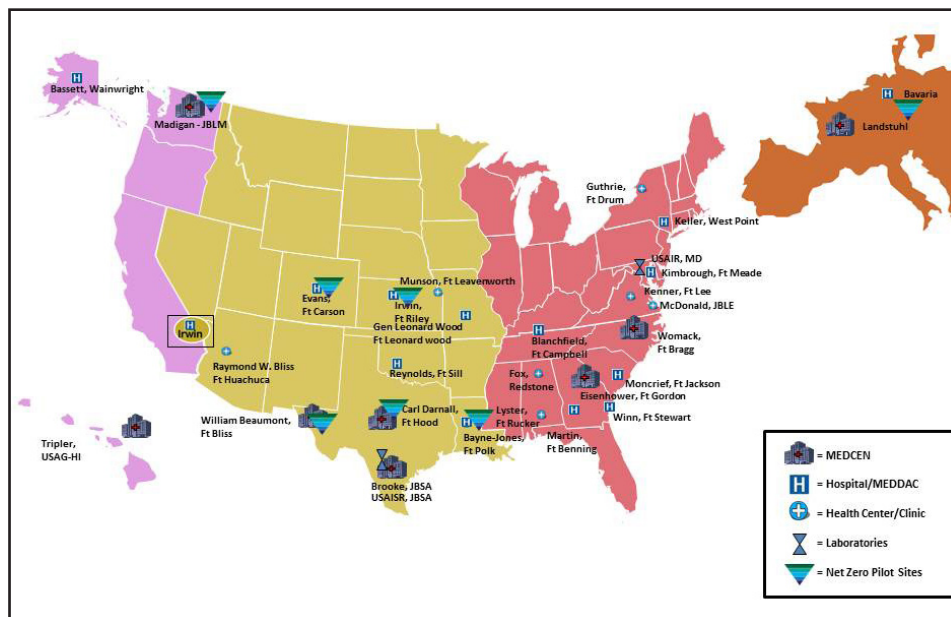 Bassett, Wainwright
Madigan - JBLM
Bavaria
Landstuhl
Guthrie,
Ft Drum
Keller, West Point
USAIR, MD
Kimbrough, Ft Meade
Kenner, Ft Lee
McDonald, JBLE
Womack,
Ft Bragg
Munson, Ft Leavenworth
Evans,
Ft Carson
Irwin,
Ft Riley
Gen Leonard Wood
Ft Leonard wood
Irwin
Blanchfield,
Ft Campbell
Raymond W. Bliss
Ft Huachuca
Reynolds, Ft Sill
Fox,
Redstone
Moncrief, Ft Jackson
Eisenhower, Ft Gordon
Winn, Ft Stewart
William Beaumont,
Ft Bliss
Carl Darnall,
Ft Hood
Lyster,
Ft Rucker
Bayne-Jones,
Ft Polk
Martin,
Ft Benning
Tripler,
USAG-HI
Brooke, JBSA
USAISR, JBSA
= MEDCEN
H = Hospital/MEDDAC
= Health Center/Clinic
= Laboratories
= Net Zero Pilot Sites